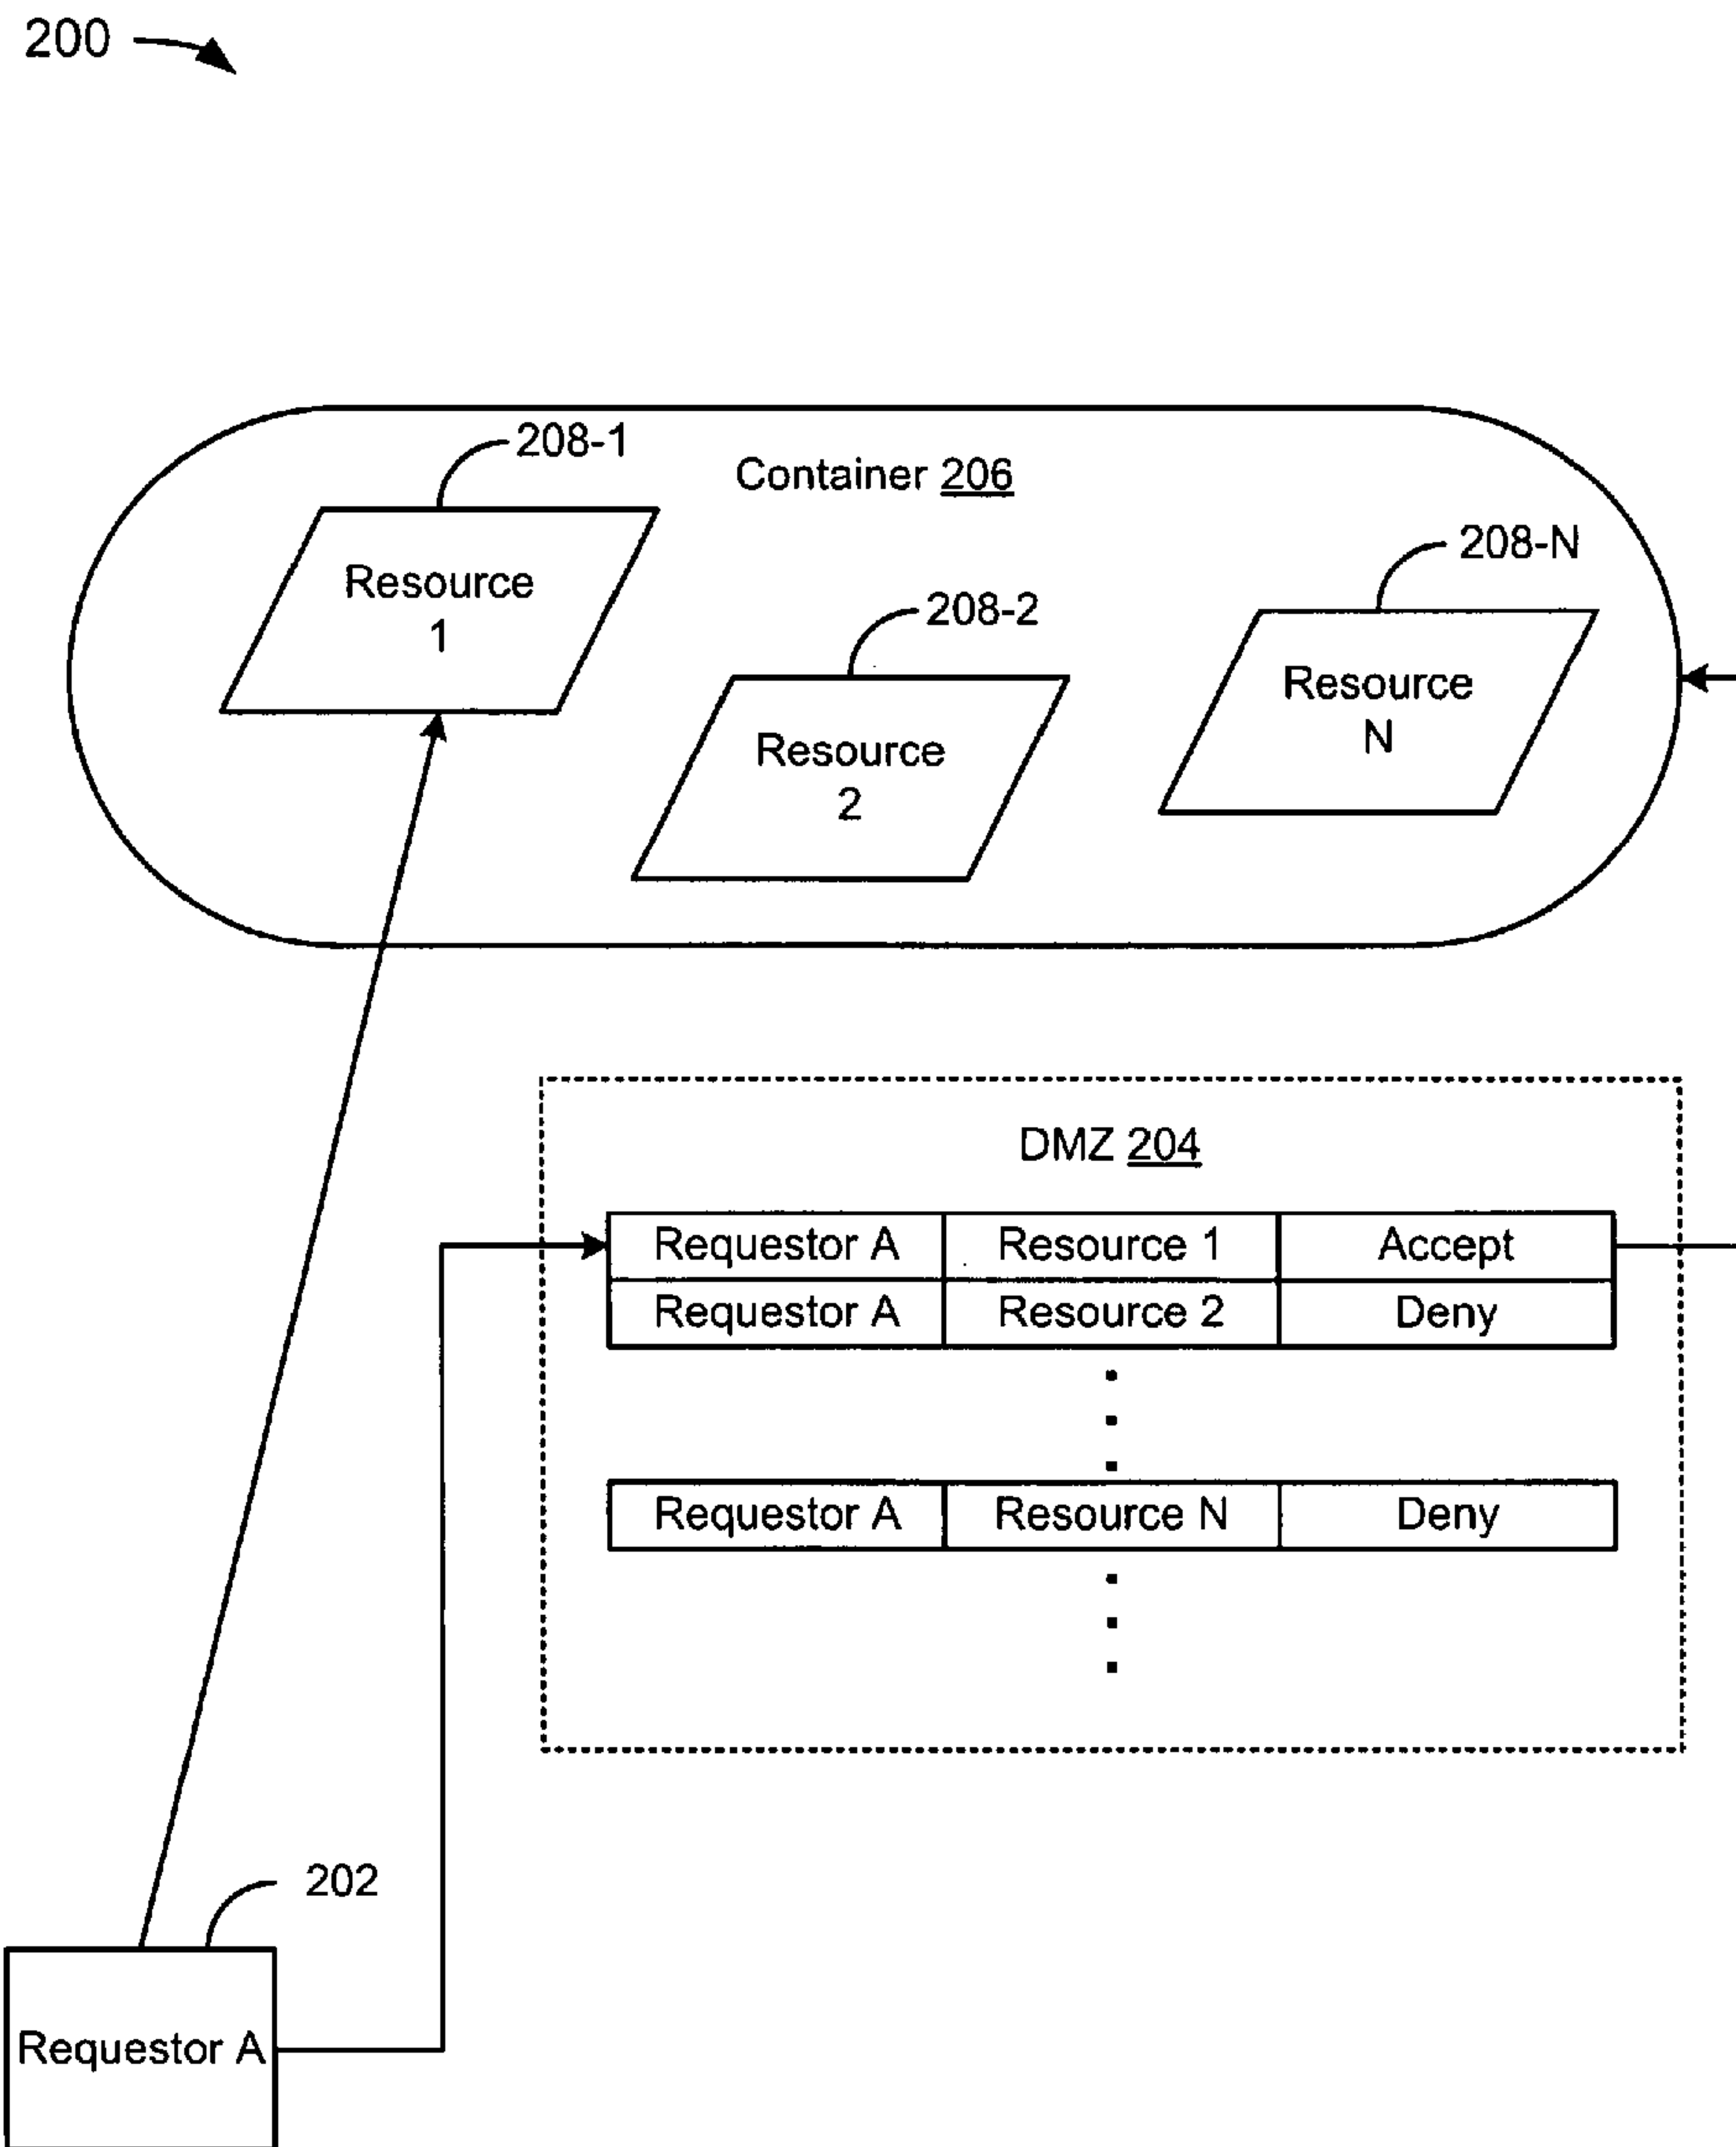 200
208-1
Container 206
208-N
Resource
1
208-2
Resource
N
Resource
2
DMZ 204
Requestor A Resource 1 Accept
Requestor A Resource 2 Deny
Requestor A Resource N Deny
202
Requestor A